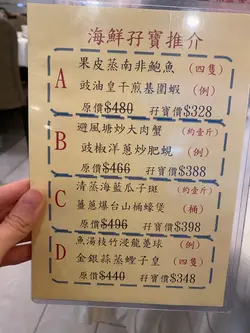 海鮮孖寶推介
A
果皮蒸南非鮑魚 (四隻)
豉油皇干煎基圍蝦 (例)
原價$480 孖寶價$328
B
避風塘炒大肉蟹 (約壹斤)
豉椒洋蔥炒肥蜆 (例)
原價$466 孖寶價$388
C
清蒸海藍瓜子斑 (約壹斤)
薑蔥爆台山桶蠔煲 (桶)
原價$496 孖寶價$398
D
魚湯枝竹浸龍躉球 (例)
金銀蒜蒸蟶子皇 (四隻)
原價$440 孖寶價$348